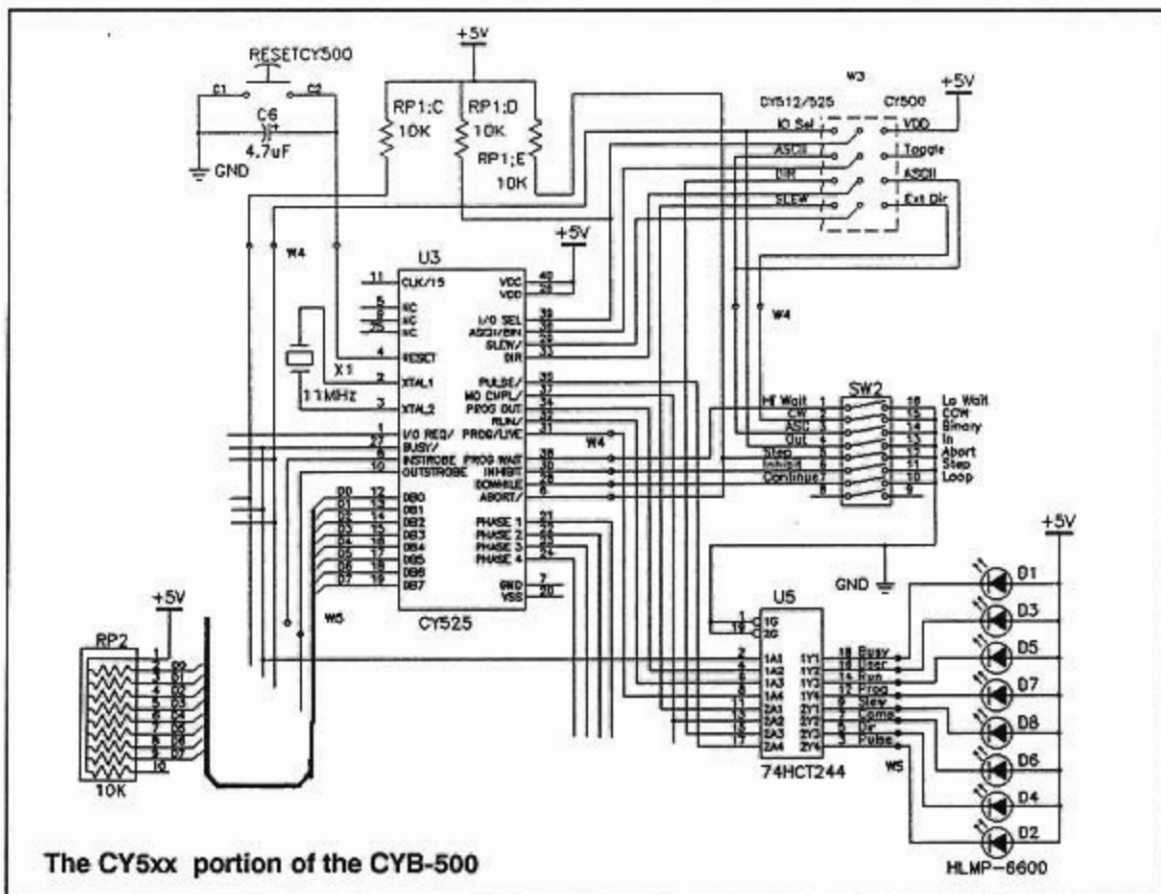 +5V
RESETCY500
C1
C2
C6
4.7uF
GND
RP1;C
10K
RP1;D
10K
RP1;E
10K
W3
+5V
CY512/525
CY500
IO Sel
VDD
ASCII
Toggle
DIR
ASCII
SLEW
Ext Dir
W4
W4
+5V
U3
11
CLK/15
5
NC
NC
25
NC
4
RESET
2
XTAL1
3
XTAL2
X1
11MHz
1
I/O REQ/
27
BUSY/
INSTROBE
10
OUTSTROBE
D0
12
DB0
D1
13
DB1
D2
14
DB2
D3
15
DB3
D4
16
DB4
D5
17
DB5
D6
18
DB6
D7
19
DB7
VDC
40
VDD
26
I/O SEL
ASCII/BIN
SLEW/
DIR
33
PULSE/
35
MO CMPL/
37
PROG OUT
34
RUN/
PROG/LIVE
31
PROG WAIT
38
INHIBIT
30
DOWHILE
ABORT/
6
PHASE 1
21
PHASE 2
22
PHASE 3
23
PHASE 4
24
GND
7
VSS
20
CY525
W4
W5
SW2
Hi Wait
1
16
Lo Wait
CW
2
15
CCW
ASC
3
14
Binary
Out
4
13
In
Step
5
12
Abort
Inhibit
6
11
Step
Continue
7
10
Loop
8
9
GND
+5V
U5
1
1G
19
2G
2
1A1
1Y1
18
Busy
4
1A2
1Y2
16
User
6
1A3
1Y3
14
Run
8
1A4
1Y4
12
Prog
11
2A1
2Y1
9
Slew
13
2A2
2Y2
7
Comp
15
2A3
2Y3
5
Dir
17
2A4
2Y4
3
Pulse
74HCT244
W5
D1
D3
D5
D7
D8
D6
D4
D2
HLMP-6600
+5V
RP2
1
2
3
D0
4
D1
5
D2
6
D3
D4
7
D5
8
D6
9
D7
10
10K
The CY5xx portion of the CYB-500